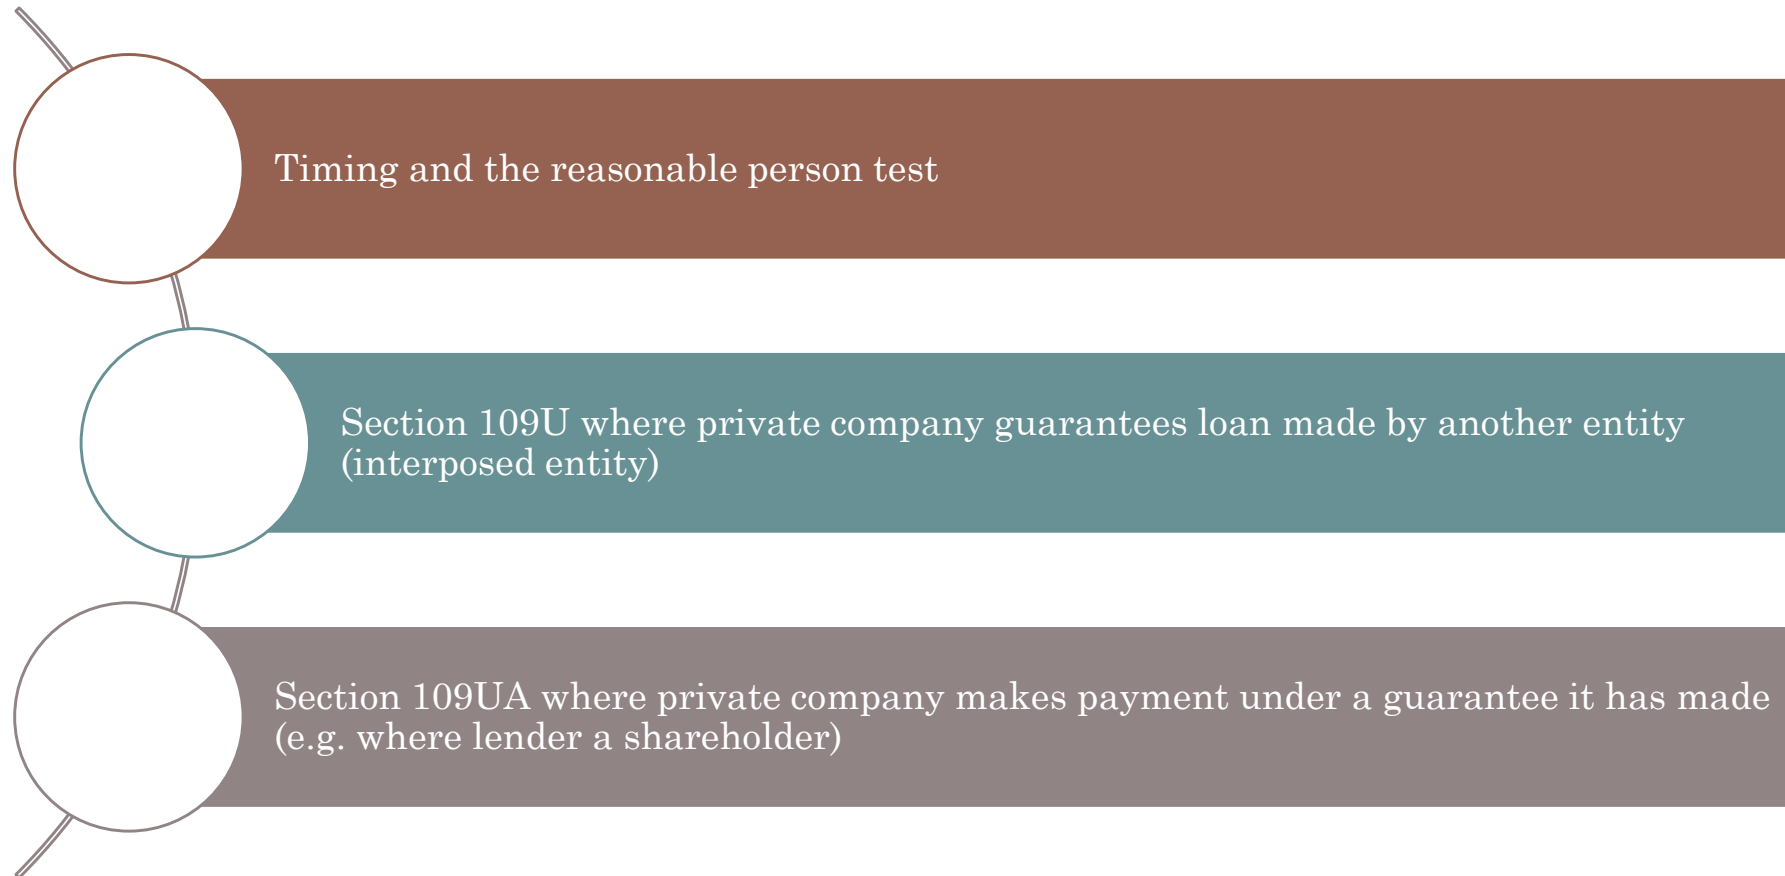 Timing and the reasonable person test
Section 109U where private company guarantees loan made by another entity
(interposed entity)
Section 109UA where private company makes payment under a guarantee it has made
(e.g. where lender a shareholder)